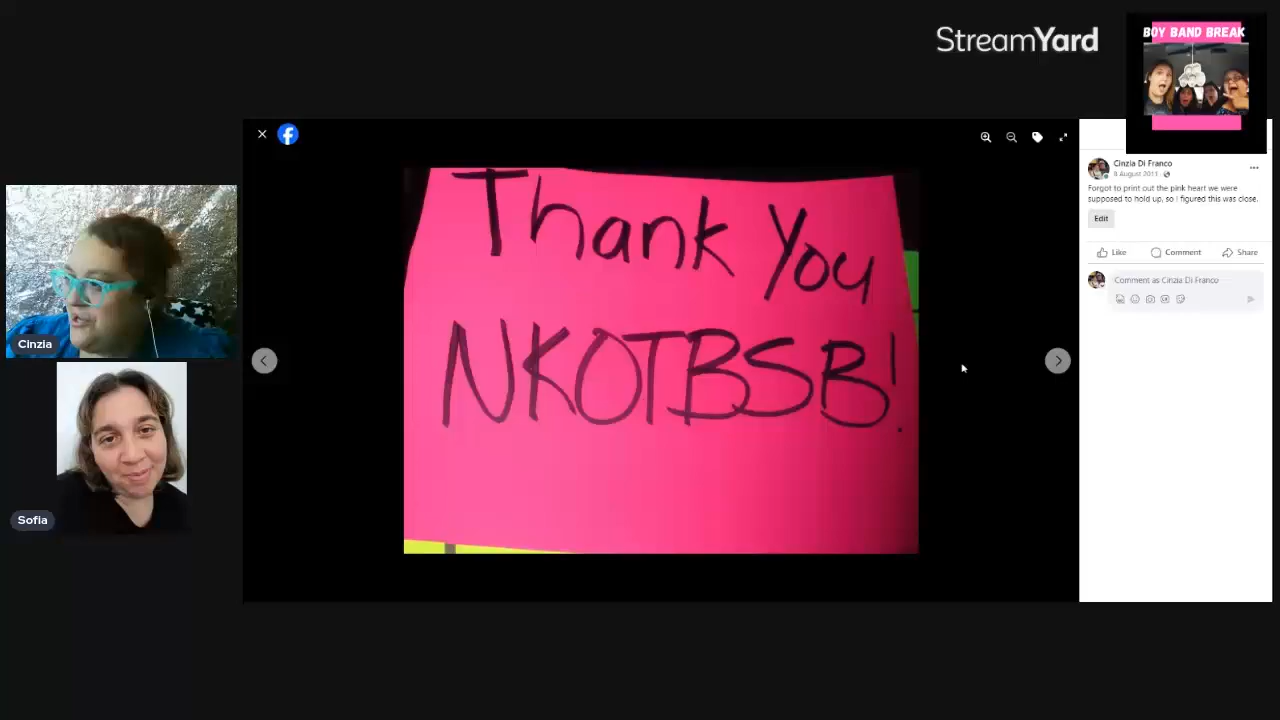 StreamYard
BOY BAND BREAK
Thank You
NKOTBSB!
Cinzia Di Franco
Forgot to print out the pink heart we were
supposed to hold up, so I figured this was close.
Edit
Like
Comment
Share
Comment as Cinzia Di Franco
Cinzia
Sofia